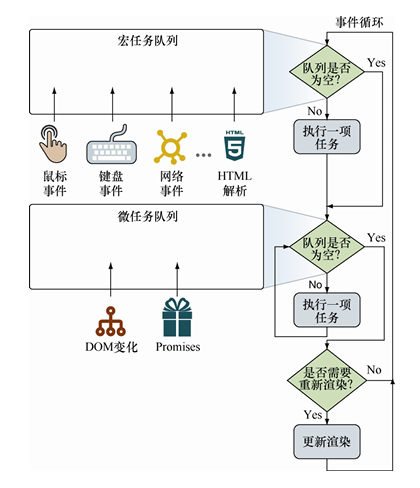 事件循环
宏任务队列
队列是否
为空?
Yes
No
执行一项
任务
鼠标
事件
键盘
事件
网络
事件
...
HTML
5
HTML
解析
微任务队列
队列是否
为空?
Yes
No
执行一项
任务
DOM变化
Promises
是否需要
重新渲染?
No
Yes
更新渲染